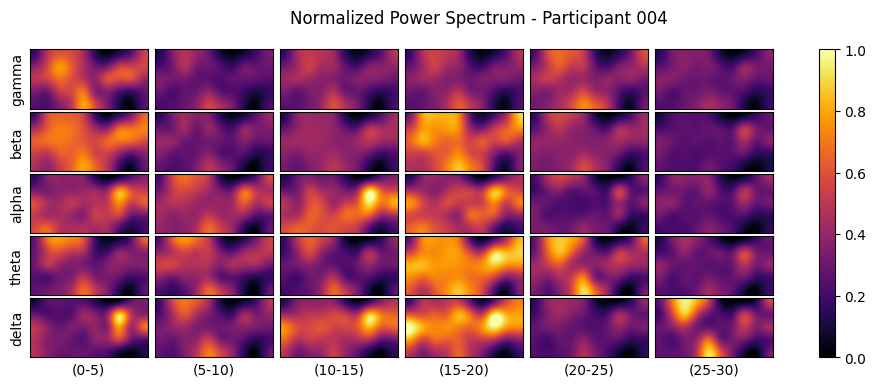 Normalized Power Spectrum - Participant 004
gamma
beta
alpha
theta
delta
(0-5) (5-10) (10-15) (15-20) (20-25) (25-30)
1.0
0.8
0.6
0.4
0.2
0.0